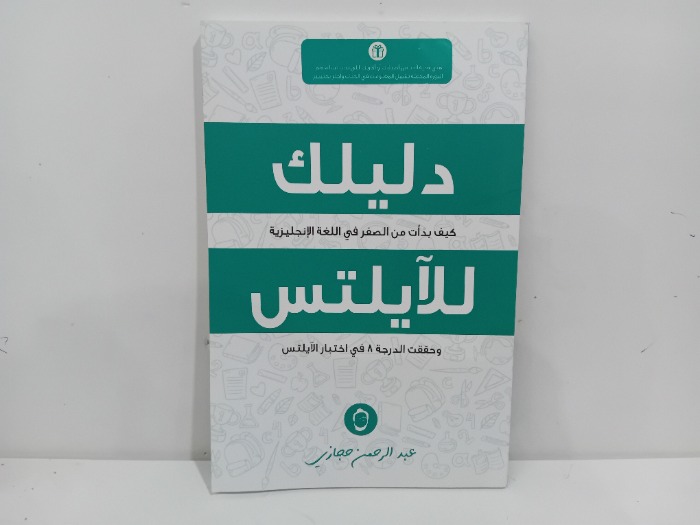 دليلك
كيف بدأت من الصفر في اللغة الإنجليزية
للآيلتس
وحققت الدرجة ٨ في اختبار الآيلتس
عبد الرحمن حجازي